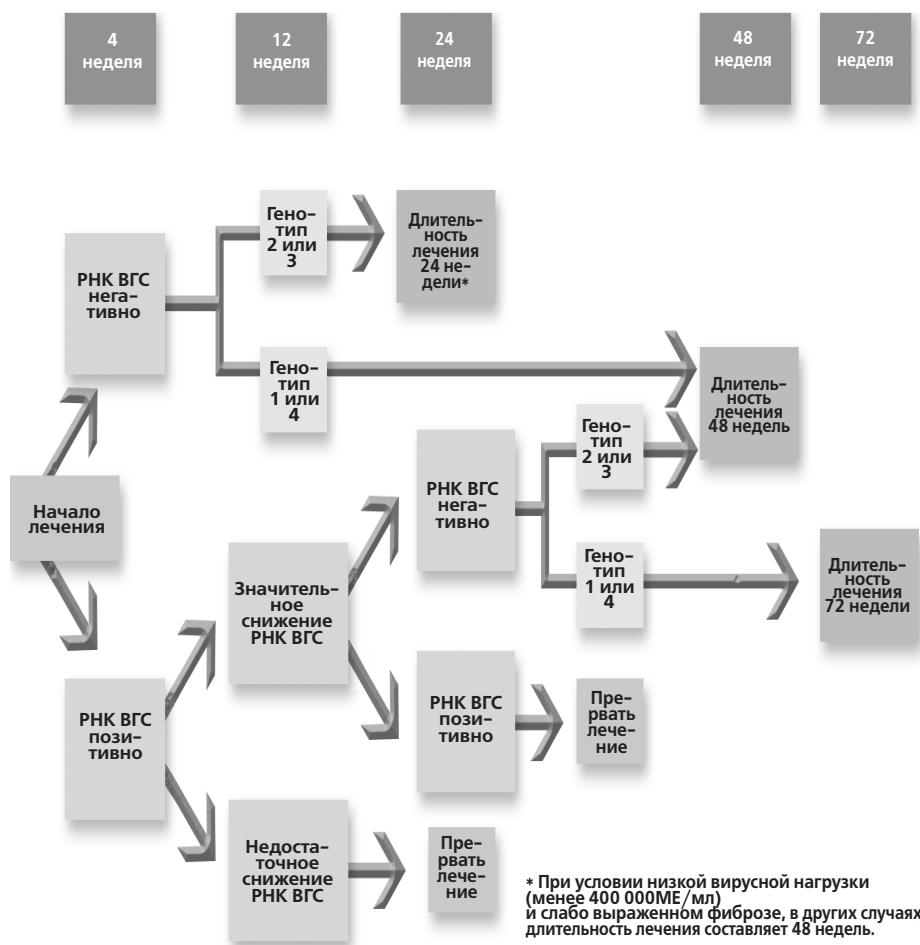 4
неделя
12
неделя
24
неделя
48
неделя
72
неделя
Гено-
тип
2 или
3
Длитель-
ность
лечения
24 не-
дели*
РНК ВГС
нега-
тивно
Гено-
тип
1 или
4
Длитель-
ность
лечения
48 недель
Гено-
тип
2 или
3
РНК ВГС
нега-
тивно
Начало
лечения
Гено-
тип
1 или
4
Длитель-
ность
лечения
72 недели
Значитель-
ное
снижение
РНК ВГС
РНК ВГС
пози-
тивно
РНК ВГС
пози-
тивно
Пре-
рвать
лече-
ние
Недоста-
точное
снижение
РНК ВГС
Пре-
рвать
лече-
ние
* При условии низкой вирусной нагрузки
(менее 400 000МЕ/мл)
и слабо выраженном фиброзе, в других случаях
длительность лечения составляет 48 недель.